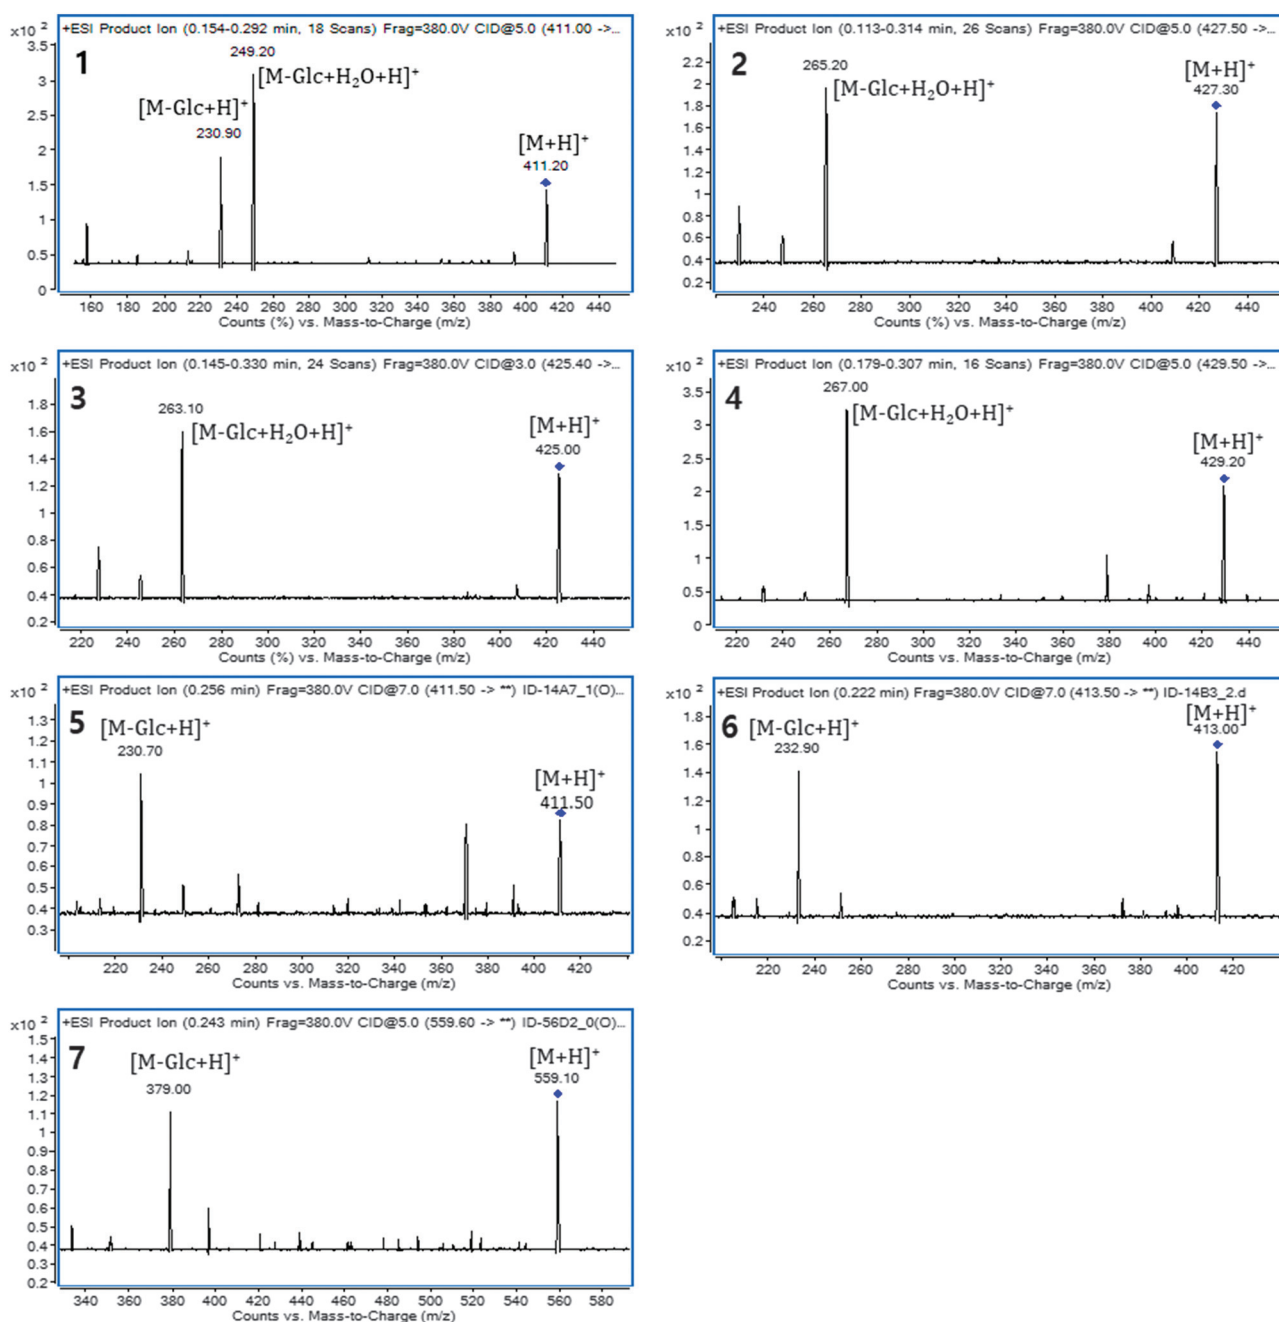 +ESI Product Ion (0.154-0.292 min, 18 Scans) Frag=380.0V CID@5.0 (411.00 ->...
x10 2
1
3.5
3
2.5
2
1.5
1
0.5
0
249.20
[M-Glc+H2O+H]+
[M-Glc+H]+
230.90
[M+H]+
411.20
160 180 200 220 240 260 280 300 320 340 360 380 400 420 440
Counts (%) vs. Mass-to-Charge (m/z)
+ESI Product Ion (0.113-0.314 min, 26 Scans) Frag=380.0V CID@5.0 (427.50 ->...
x10 2
2
2.2
2
1.8
1.6
1.4
1.2
1
0.8
0.6
0.4
0.2
265.20
[M-Glc+H2O+H]+
[M+H]+
427.30
240 260 280 300 320 340 360 380 400 420 440
Counts (%) vs. Mass-to-Charge (m/z)
+ESI Product Ion (0.145-0.330 min, 24 Scans) Frag=380.0V CID@3.0 (425.40 ->...
x10 2
3
1.8
1.6
1.4
1.2
1
0.8
0.6
0.4
0.2
263.10
[M-Glc+H2O+H]+
[M+H]+
425.00
220 240 260 280 300 320 340 360 380 400 420 440
Counts (%) vs. Mass-to-Charge (m/z)
+ESI Product Ion (0.179-0.307 min, 16 Scans) Frag=380.0V CID@5.0 (429.50 ->...
x10 2
4
3.5
3
2.5
2
1.5
1
0.5
0
267.00
[M-Glc+H2O+H]+
[M+H]+
429.20
220 240 260 280 300 320 340 360 380 400 420 440
Counts (%) vs. Mass-to-Charge (m/z)
+ESI Product Ion (0.256 min) Frag=380.0V CID@7.0 (411.50 -> **) ID-14A7_1(O)...
x10 2
5
1.3
1.2
1.1
1
0.9
0.8
0.7
0.6
0.5
0.4
0.3
[M-Glc+H]+
230.70
[M+H]+
411.50
220 240 260 280 300 320 340 360 380 400 420
Counts vs. Mass-to-Charge (m/z)
+ESI Product Ion (0.222 min) Frag=380.0V CID@7.0 (413.50 -> **) ID-14B3_2.d
x10 2
6
1.8
1.6
1.4
1.2
1
0.8
0.6
0.4
0.2
[M-Glc+H]+
232.90
[M+H]+
413.00
220 240 260 280 300 320 340 360 380 400 420
Counts vs. Mass-to-Charge (m/z)
+ESI Product Ion (0.243 min) Frag=380.0V CID@5.0 (559.60 -> **) ID-56D2_0(O)...
x10 2
7
1.5
1.4
1.3
1.2
1.1
1
0.9
0.8
0.7
0.6
0.5
0.4
0.3
0.2
[M-Glc+H]+
379.00
[M+H]+
559.10
340 360 380 400 420 440 460 480 500 520 540 560 580
Counts vs. Mass-to-Charge (m/z)